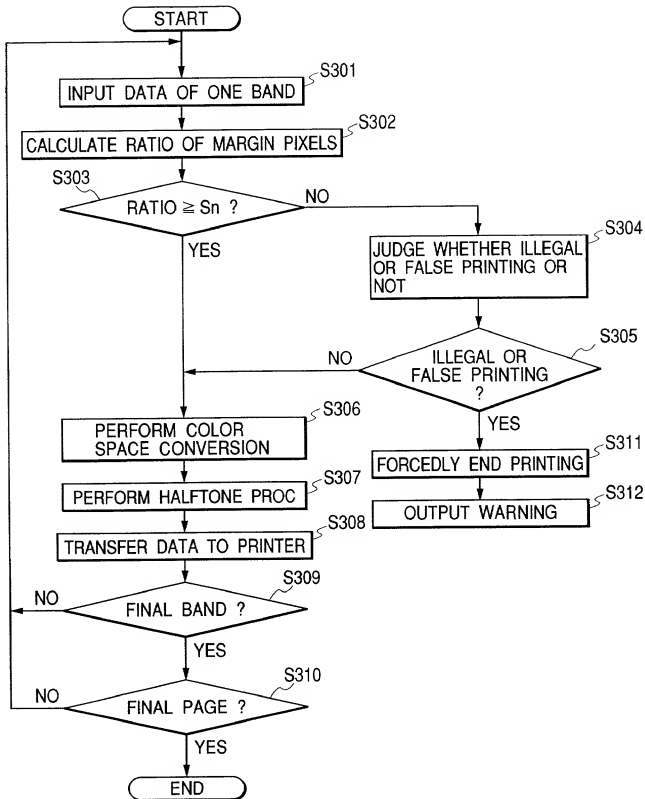 START
S301
INPUT DATA OF ONE BAND
S302
CALCULATE RATIO OF MARGIN PIXELS
S303
RATIO ≧ Sn ?
NO
YES
S304
JUDGE WHETHER ILLEGAL
OR FALSE PRINTING OR
NOT
S305
ILLEGAL OR
FALSE PRINTING
?
NO
YES
S306
PERFORM COLOR
SPACE CONVERSION
S311
FORCEDLY END PRINTING
S307
PERFORM HALFTONE PROC
S312
OUTPUT WARNING
S308
TRANSFER DATA TO PRINTER
S309
FINAL BAND ?
NO
YES
S310
FINAL PAGE ?
NO
YES
END